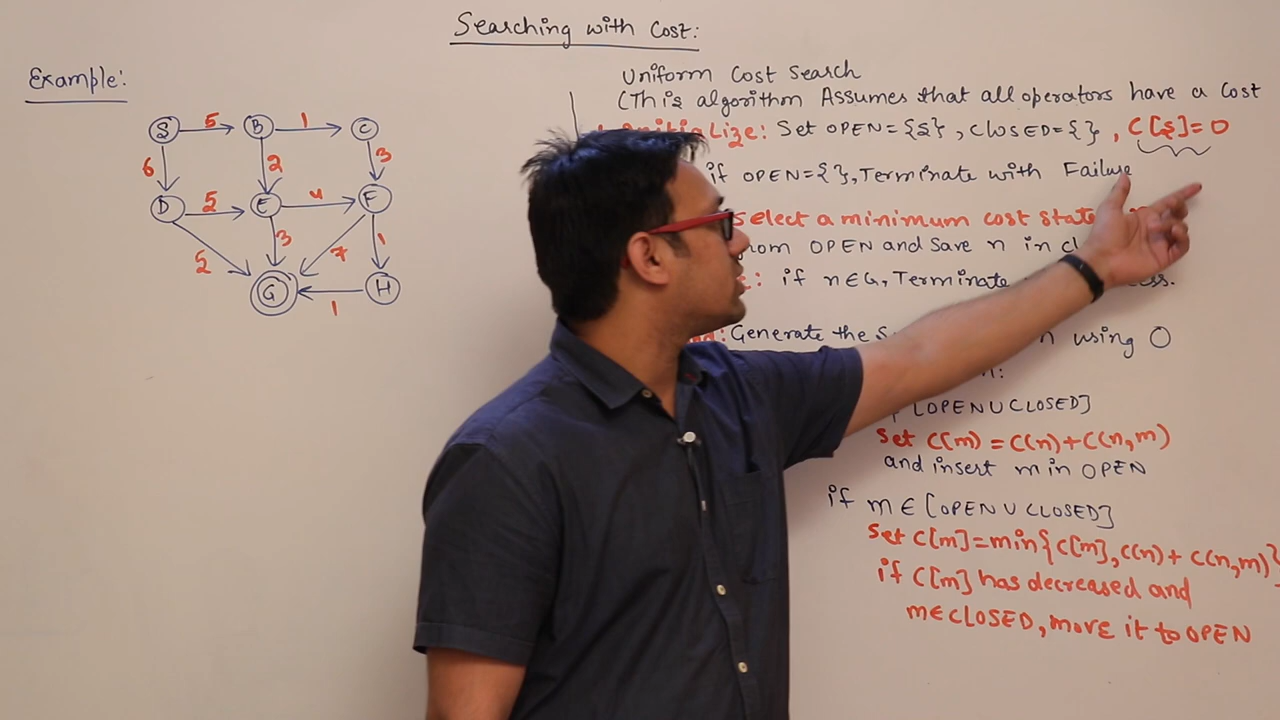 Searching with Cost:
Example:
S 5 B 1 C
6 2 3
D 5 E 4 F
5 3 7 1
G 1 H
Uniform Cost Search
(This algorithm Assumes that all operators have a cost
Initialize: Set OPEN={S}, CLOSED={ }, C[S]=0
if OPEN={ }, Terminate with Failure
select a minimum cost state
OPEN and Save n in
if n∈G, Terminate
Generate the using O
[OPEN U CLOSED]
Set C(m) = C(n) + C(n,m)
and insert m in OPEN
if m ∈ [OPEN U CLOSED]
Set C[m] = min{C[m], C(n) + C(n,m)}
if C[m] has decreased and
m∈CLOSED, move it to OPEN